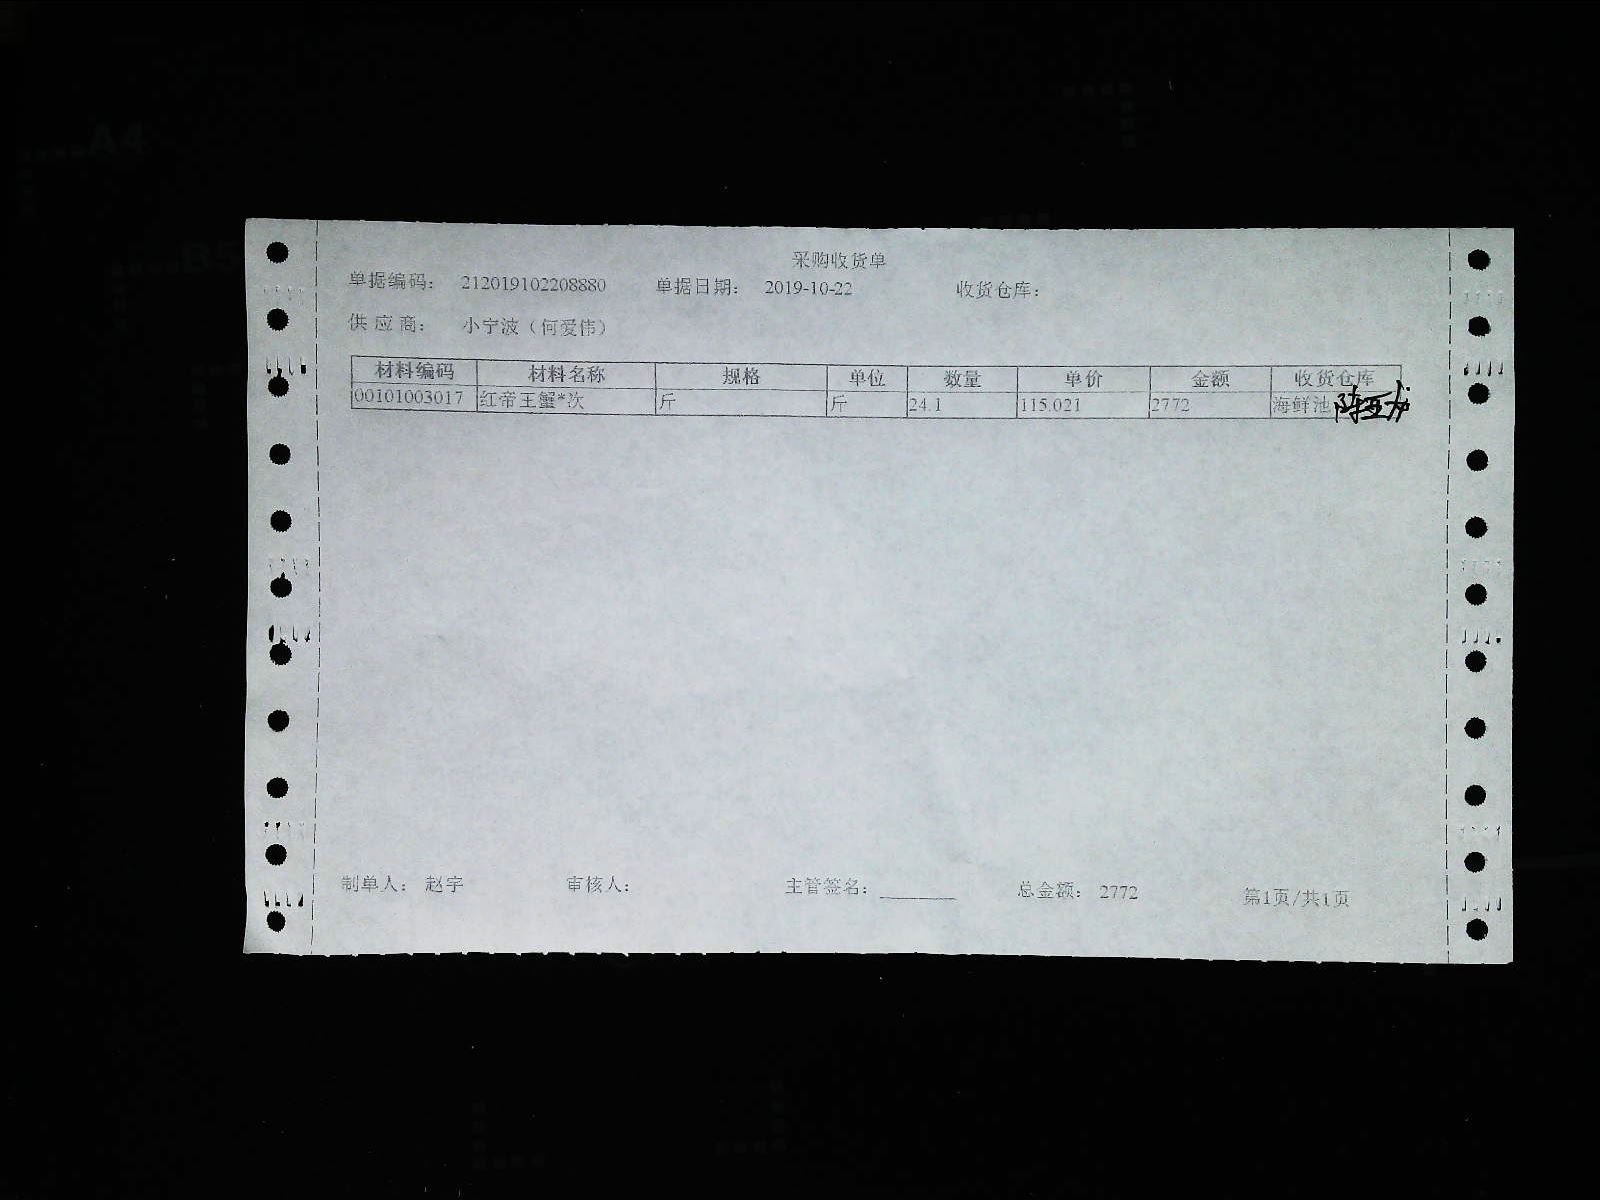 采购收货单
单据编码: 212019102208880 单据日期: 2019-10-22 收货仓库:
供应商: 小宁波（何爱伟）
材料编码 材料名称 规格 单位 数量 单价 金额 收货仓库
00101003017 红帝王蟹*次 斤 斤 24.1 115.021 2772 海鲜池
制单人: 赵宇 审核人: 主管签名: ________ 总金额: 2772 第1页/共1页